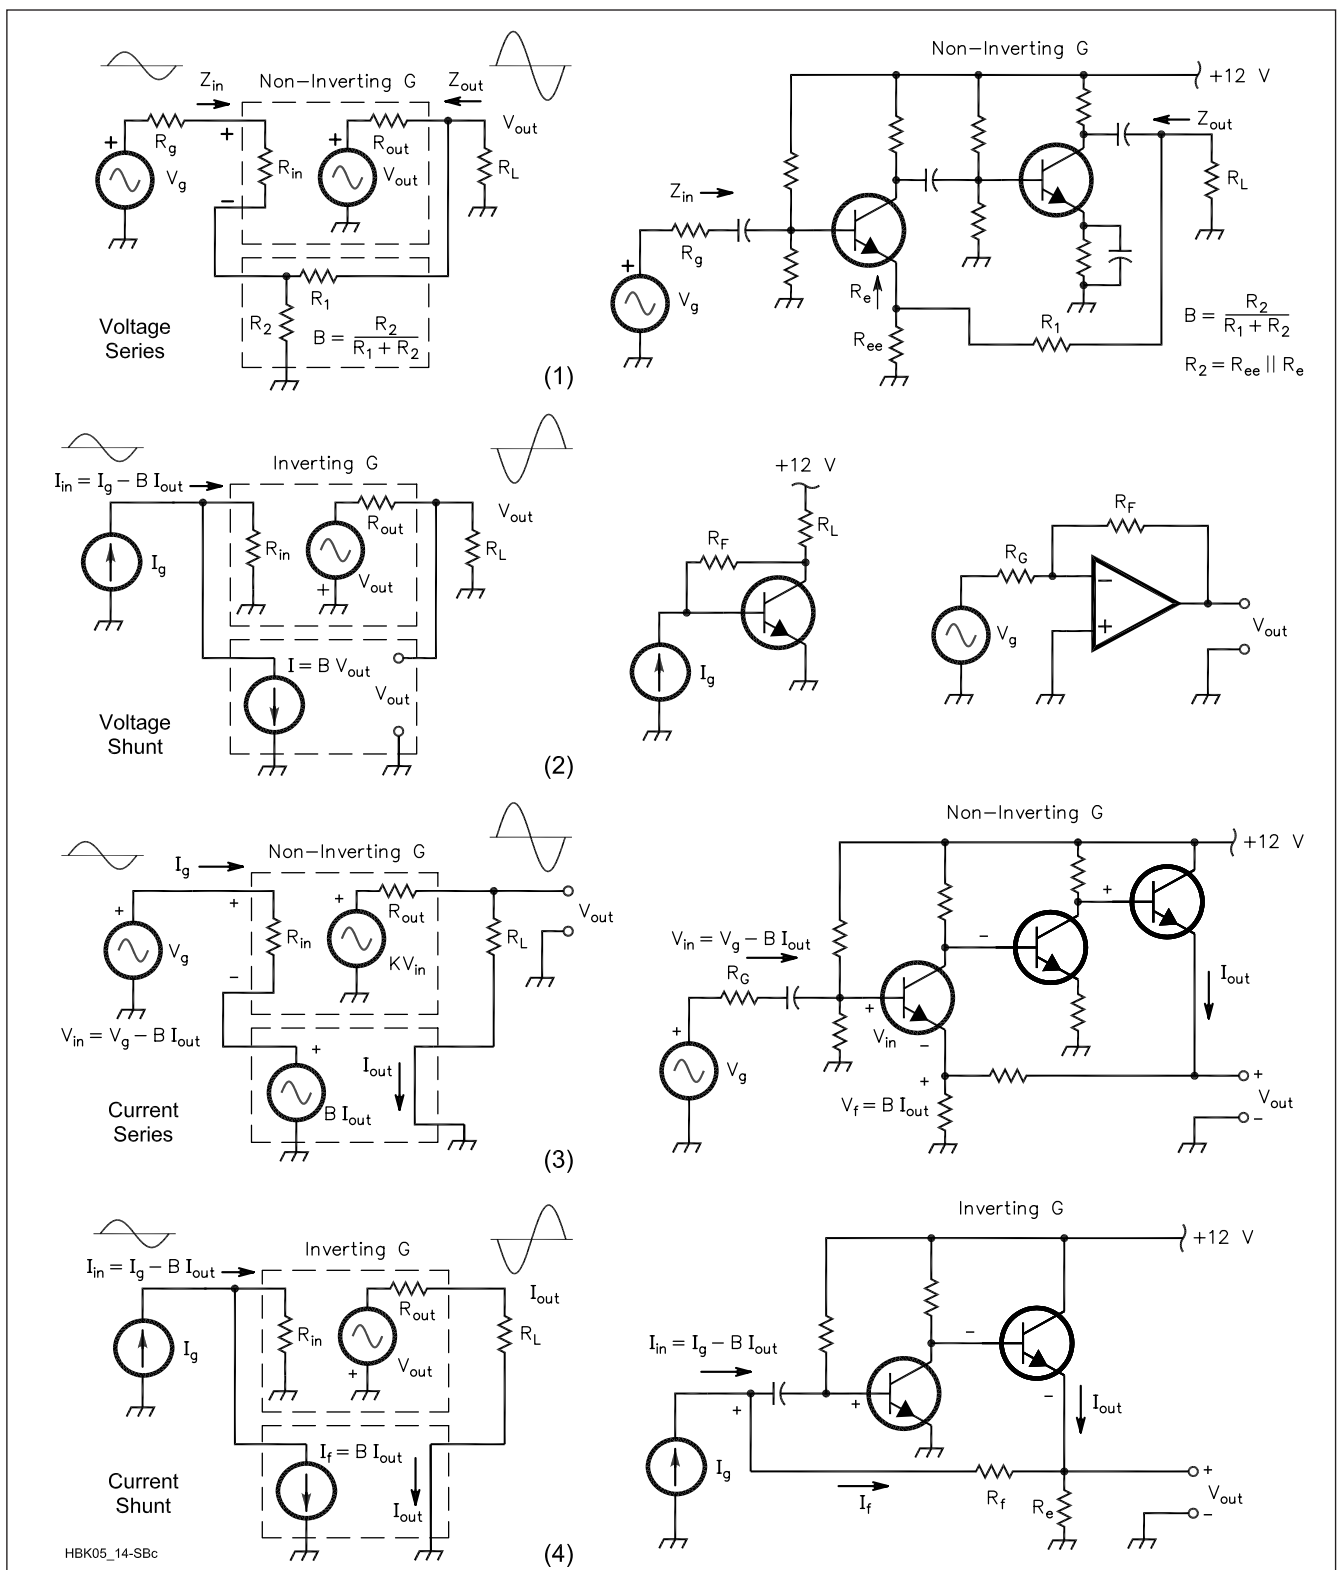 Non-Inverting G
Z_in
Z_out
V_out
+
R_g
V_g
+
−
R_in
+
R_out
V_out
R_L
R_1
R_2
B = R_2 / (R_1 + R_2)
Voltage
Series
(1)
Non-Inverting G
+12 V
Z_out
R_L
Z_in
R_g
+
V_g
R_e
R_ee
R_1
B = R_2 / (R_1 + R_2)
R_2 = R_ee || R_e
Inverting G
I_in = I_g − B I_out
V_out
R_out
R_in
R_L
I_g
+
V_out
I = B V_out
V_out
Voltage
Shunt
(2)
+12 V
R_L
R_F
I_g
R_F
R_G
−
+
V_g
V_out
Non-Inverting G
I_g
+
+
+
R_out
V_out
V_g
R_in
R_L
KV_in
−
V_in = V_g − B I_out
+
I_out
B I_out
Current
Series
(3)
Non-Inverting G
+12 V
+
V_in = V_g − B I_out
−
R_G
I_out
+
V_in
+
−
V_g
+
+
V_f = B I_out
V_out
−
Inverting G
I_in = I_g − B I_out
I_out
R_out
R_in
R_L
I_g
V_out
+
I_f = B I_out
I_out
Current
Shunt
(4)
Inverting G
+12 V
−
I_in = I_g − B I_out
+
+
−
I_out
I_g
I_f
R_f
R_e
+
V_out
−
HBK05_14-SBc